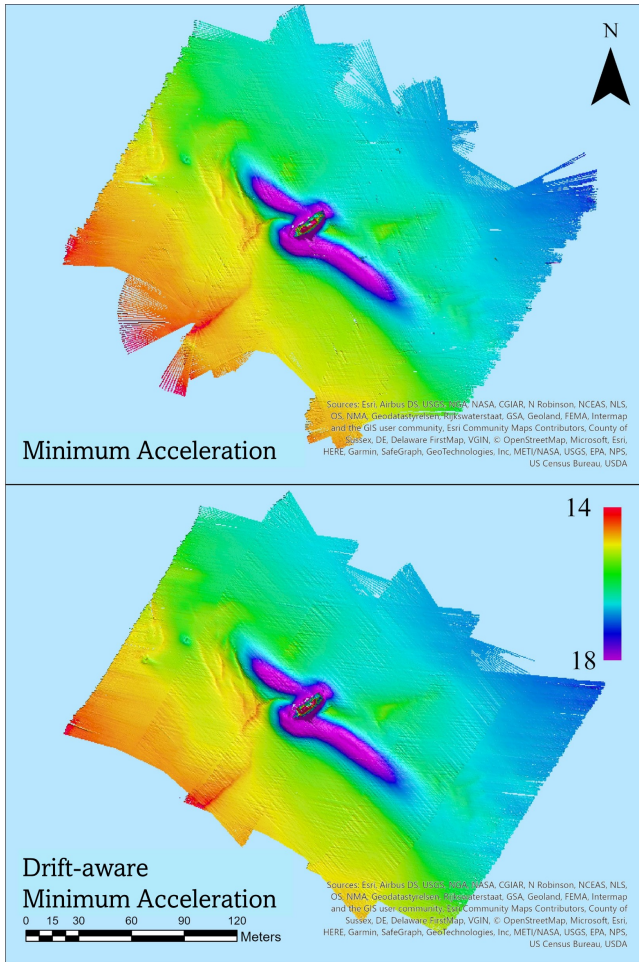 N
Sources: Esri, Airbus DS, USGS, NGA, NASA, CGIAR, N Robinson, NCEAS, NLS,
OS, NMA, Geodatastyrelsen, Rijkswaterstaat, GSA, Geoland, FEMA, Intermap
and the GIS user community, Esri Community Maps Contributors, County of
Sussex, DE, Delaware FirstMap, VGIN, © OpenStreetMap, Microsoft, Esri,
HERE, Garmin, SafeGraph, GeoTechnologies, Inc, METI/NASA, USGS, EPA, NPS,
US Census Bureau, USDA
Minimum Acceleration
14
18
Drift-aware
Minimum Acceleration
0 15 30 60 90 120
Meters
Sources: Esri, Airbus DS, USGS, NGA, NASA, CGIAR, N Robinson, NCEAS, NLS,
OS, NMA, Geodatastyrelsen, Rijkswaterstaat, GSA, Geoland, FEMA, Intermap
and the GIS user community, Esri Community Maps Contributors, County of
Sussex, DE, Delaware FirstMap, VGIN, © OpenStreetMap, Microsoft, Esri,
HERE, Garmin, SafeGraph, GeoTechnologies, Inc, METI/NASA, USGS, EPA, NPS,
US Census Bureau, USDA